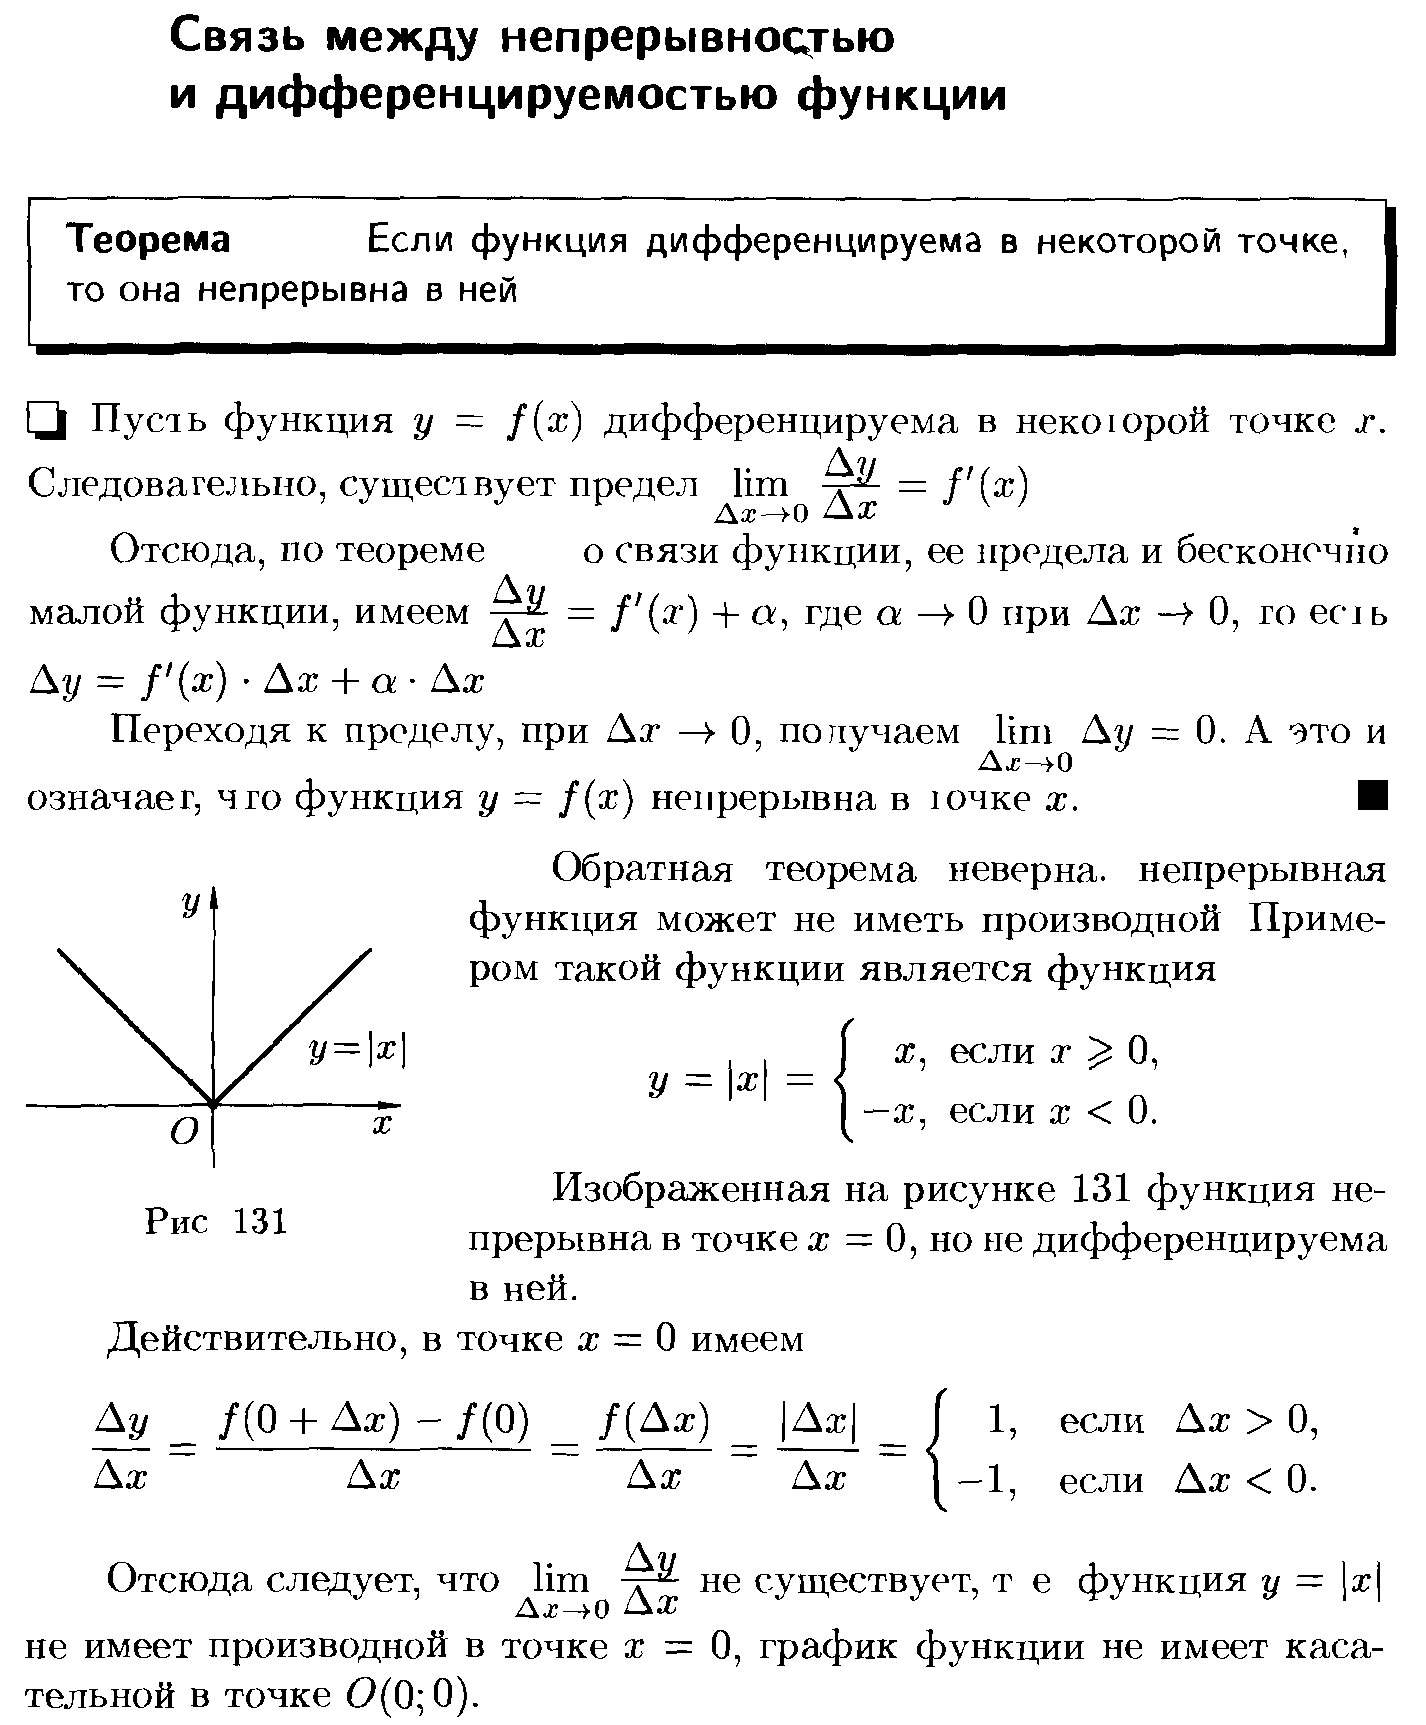 Связь между непрерывностью
и дифференцируемостью функции
Теорема Если функция дифференцируема в некоторой точке,
то она непрерывна в ней
❏ Пусть функция y = f(x) дифференцируема в некоторой точке x.
Следовательно, существует предел lim_{Δx→0} Δy/Δx = f′(x)
Отсюда, по теореме о связи функции, ее предела и бесконечно
малой функции, имеем Δy/Δx = f′(x) + α, где α → 0 при Δx → 0, то есть
Δy = f′(x) · Δx + α · Δx
Переходя к пределу, при Δx → 0, получаем lim_{Δx→0} Δy = 0. А это и
означает, что функция y = f(x) непрерывна в точке x. ■
y
y=|x|
O
x
Рис 131
Обратная теорема неверна. непрерывная
функция может не иметь производной Приме-
ром такой функции является функция
y = |x| = { x, если x ⩾ 0,
−x, если x < 0.
Изображенная на рисунке 131 функция не-
прерывна в точке x = 0, но не дифференцируема
в ней.
Действительно, в точке x = 0 имеем
Δy/Δx = (f(0 + Δx) − f(0))/Δx = f(Δx)/Δx = |Δx|/Δx = { 1, если Δx > 0,
−1, если Δx < 0.
Отсюда следует, что lim_{Δx→0} Δy/Δx не существует, т е функция y = |x|
не имеет производной в точке x = 0, график функции не имеет каса-
тельной в точке O(0; 0).